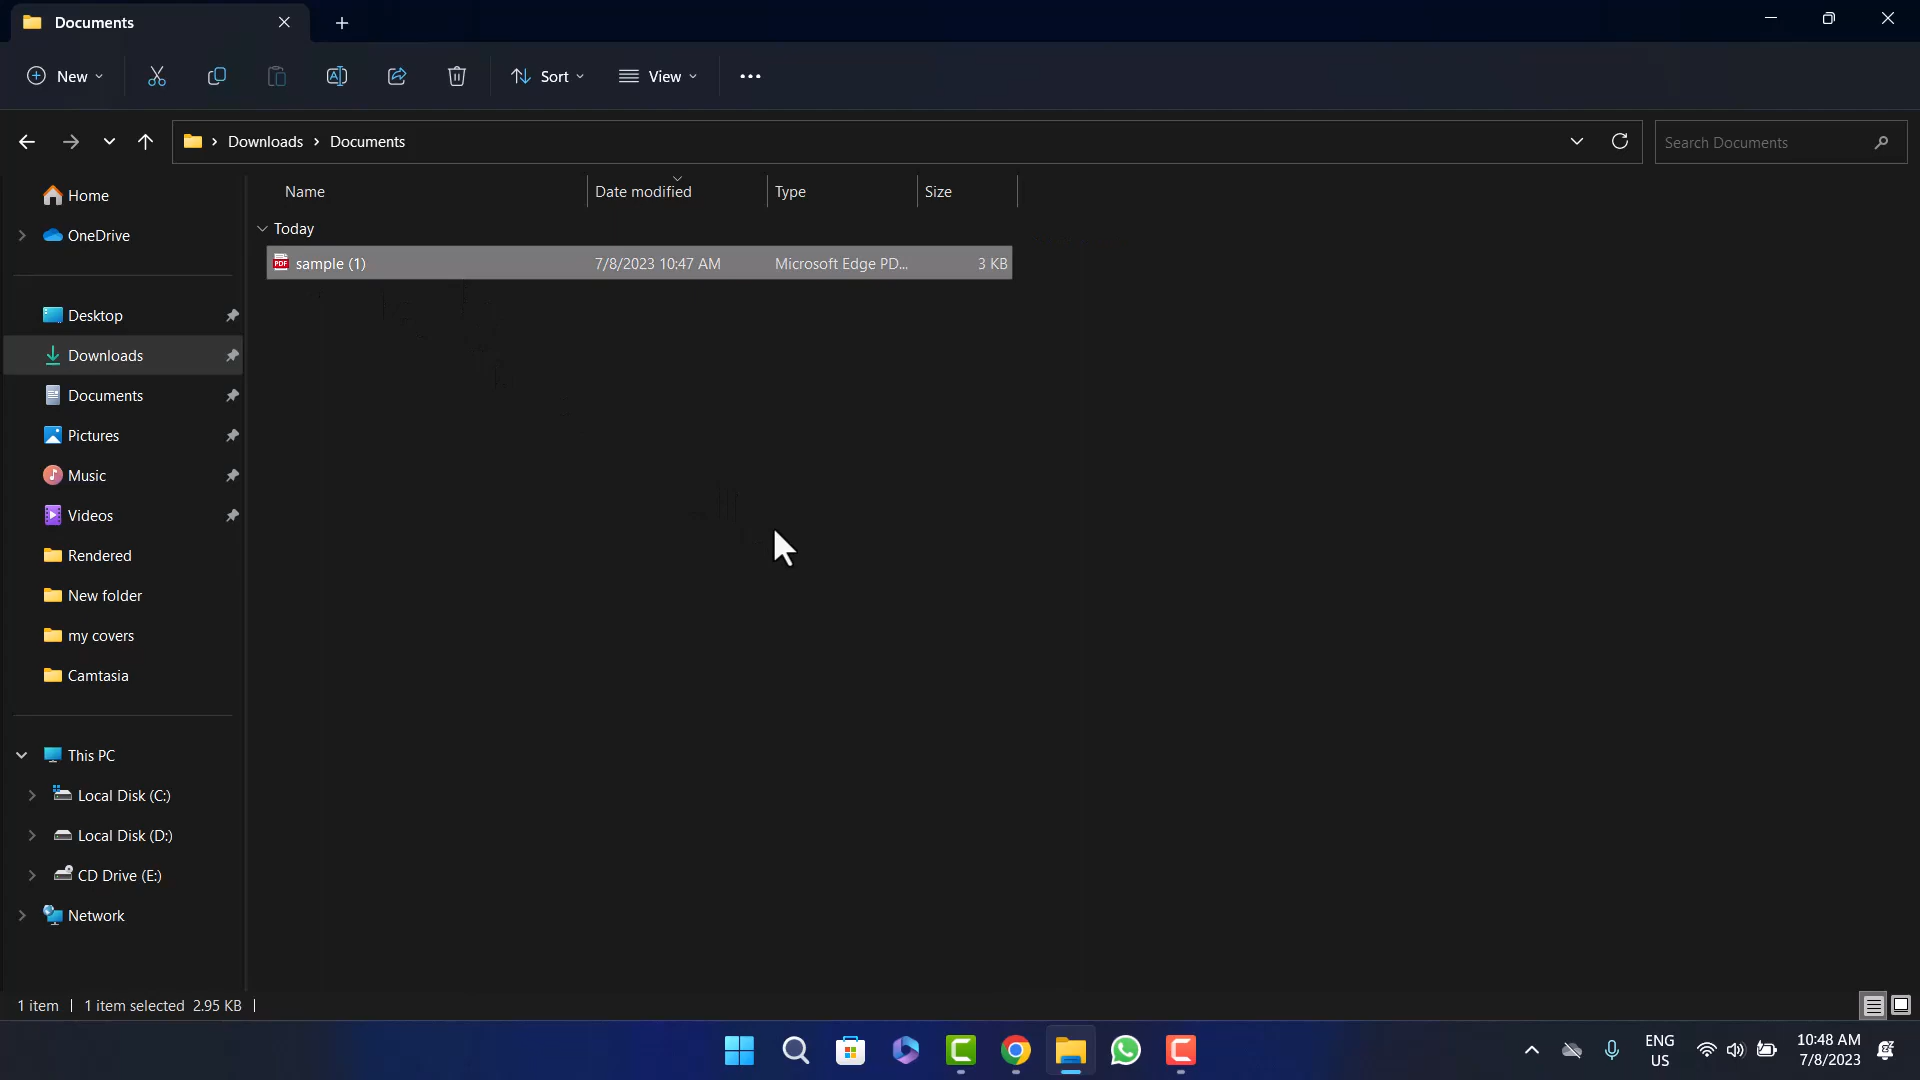 Documents
New
Sort
View
Downloads > Documents
Search Documents
Name
Date modified
Type
Size
Home
OneDrive
Today
sample (1)
7/8/2023 10:47 AM
Microsoft Edge PD...
3 KB
Desktop
Downloads
Documents
Pictures
Music
Videos
Rendered
New folder
my covers
Camtasia
This PC
Local Disk (C:)
Local Disk (D:)
CD Drive (E:)
Network
1 item
1 item selected 2.95 KB
ENG
US
10:48 AM
7/8/2023